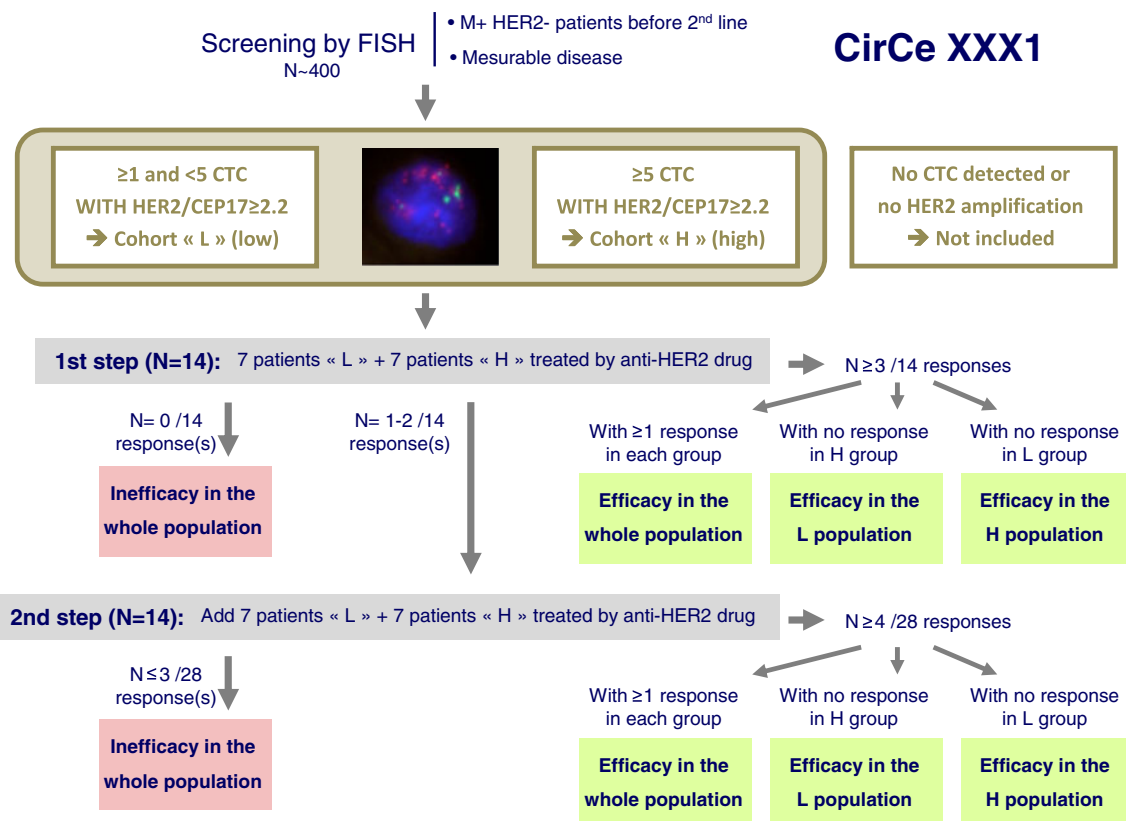 Screening by FISH
N~400
• M+ HER2- patients before 2nd line
• Mesurable disease
CirCe XXX1
≥1 and <5 CTC
WITH HER2/CEP17≥2.2
➔ Cohort « L » (low)
≥5 CTC
WITH HER2/CEP17≥2.2
➔ Cohort « H » (high)
No CTC detected or
no HER2 amplification
➔ Not included
1st step (N=14): 7 patients « L » + 7 patients « H » treated by anti-HER2 drug
N ≥3 /14 responses
N= 0 /14
response(s)
N= 1-2 /14
response(s)
With ≥1 response
in each group
With no response
in H group
With no response
in L group
Inefficacy in the
whole population
Efficacy in the
whole population
Efficacy in the
L population
Efficacy in the
H population
2nd step (N=14): Add 7 patients « L » + 7 patients « H » treated by anti-HER2 drug
N ≥4 /28 responses
N ≤3 /28
response(s)
With ≥1 response
in each group
With no response
in H group
With no response
in L group
Inefficacy in the
whole population
Efficacy in the
whole population
Efficacy in the
L population
Efficacy in the
H population